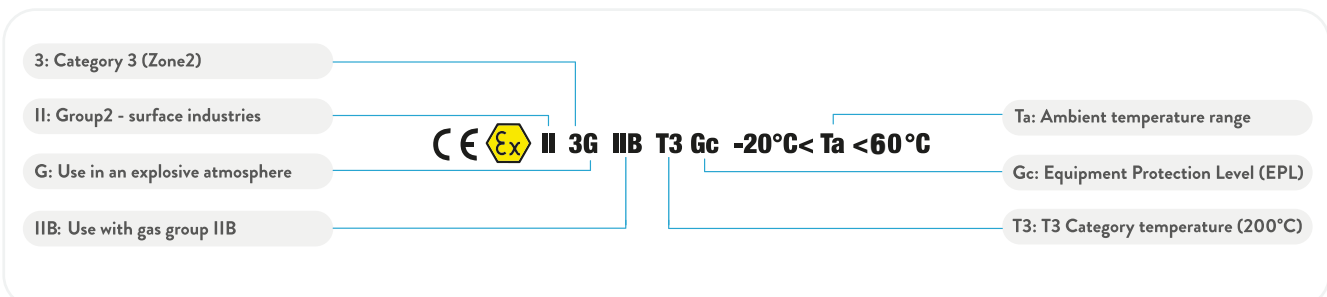 3: Category 3 (Zone2)
II: Group2 - surface industries
G: Use in an explosive atmosphere
IIB: Use with gas group IIB
CE Ex II 3G IIB T3 Gc -20°C< Ta <60°C
Ta: Ambient temperature range
Gc: Equipment Protection Level (EPL)
T3: T3 Category temperature (200°C)